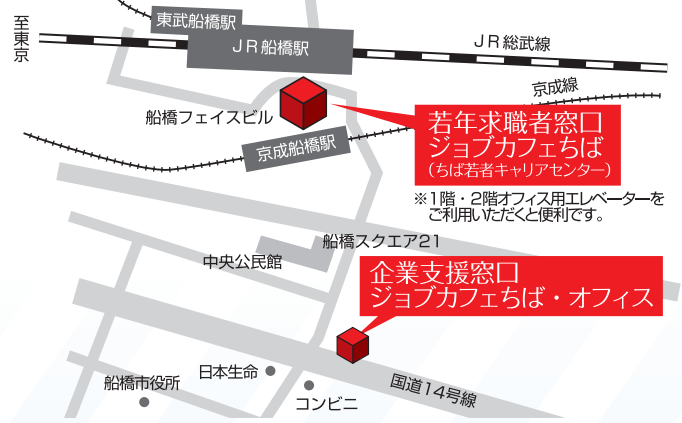 至東京
東武船橋駅
JR船橋駅
JR総武線
京成線
船橋フェイスビル
若年求職者窓口
ジョブカフェちば
(ちば若者キャリアセンター)
京成船橋駅
※1階・2階オフィス用エレベーターを
ご利用いただくと便利です。
船橋スクエア21
中央公民館
企業支援窓口
ジョブカフェちば・オフィス
日本生命
船橋市役所
コンビニ
国道14号線